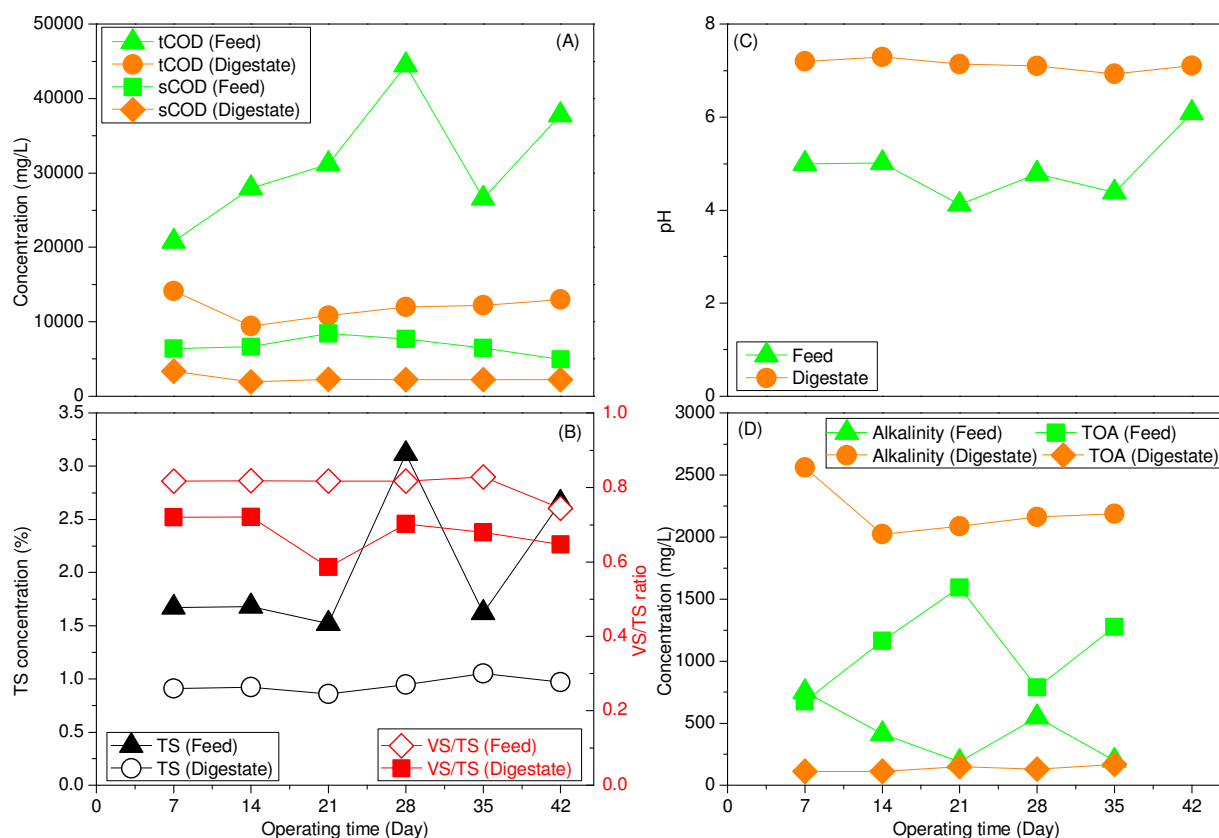 50000
40000
30000
20000
10000
0
Concentration (mg/L)
tCOD (Feed)
tCOD (Digestate)
sCOD (Feed)
sCOD (Digestate)
(A)
8
6
4
2
0
pH
(C)
Feed
Digestate
3.5
3.0
2.5
2.0
1.5
1.0
0.5
0.0
TS concentration (%)
(B)
TS (Feed)
TS (Digestate)
VS/TS (Feed)
VS/TS (Digestate)
1.0
0.8
0.6
0.4
0.2
0.0
VS/TS ratio
0 7 14 21 28 35 42
Operating time (Day)
3000
2500
2000
1500
1000
500
0
Concentration (mg/L)
(D)
Alkalinity (Feed)
TOA (Feed)
Alkalinity (Digestate)
TOA (Digestate)
0 7 14 21 28 35 42
Operating time (Day)